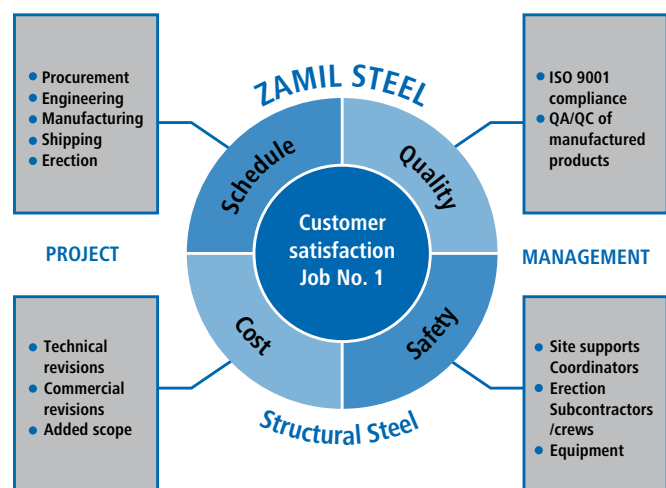 ZAMIL STEEL
• Procurement
• Engineering
• Manufacturing
• Shipping
• Erection
• ISO 9001
compliance
• QA/QC of
manufactured
products
Schedule
Quality
Customer
satisfaction
Job No. 1
PROJECT
MANAGEMENT
Cost
Safety
• Technical
revisions
• Commercial
revisions
• Added scope
• Site supports
Coordinators
• Erection
Subcontractors
/crews
• Equipment
Structural Steel